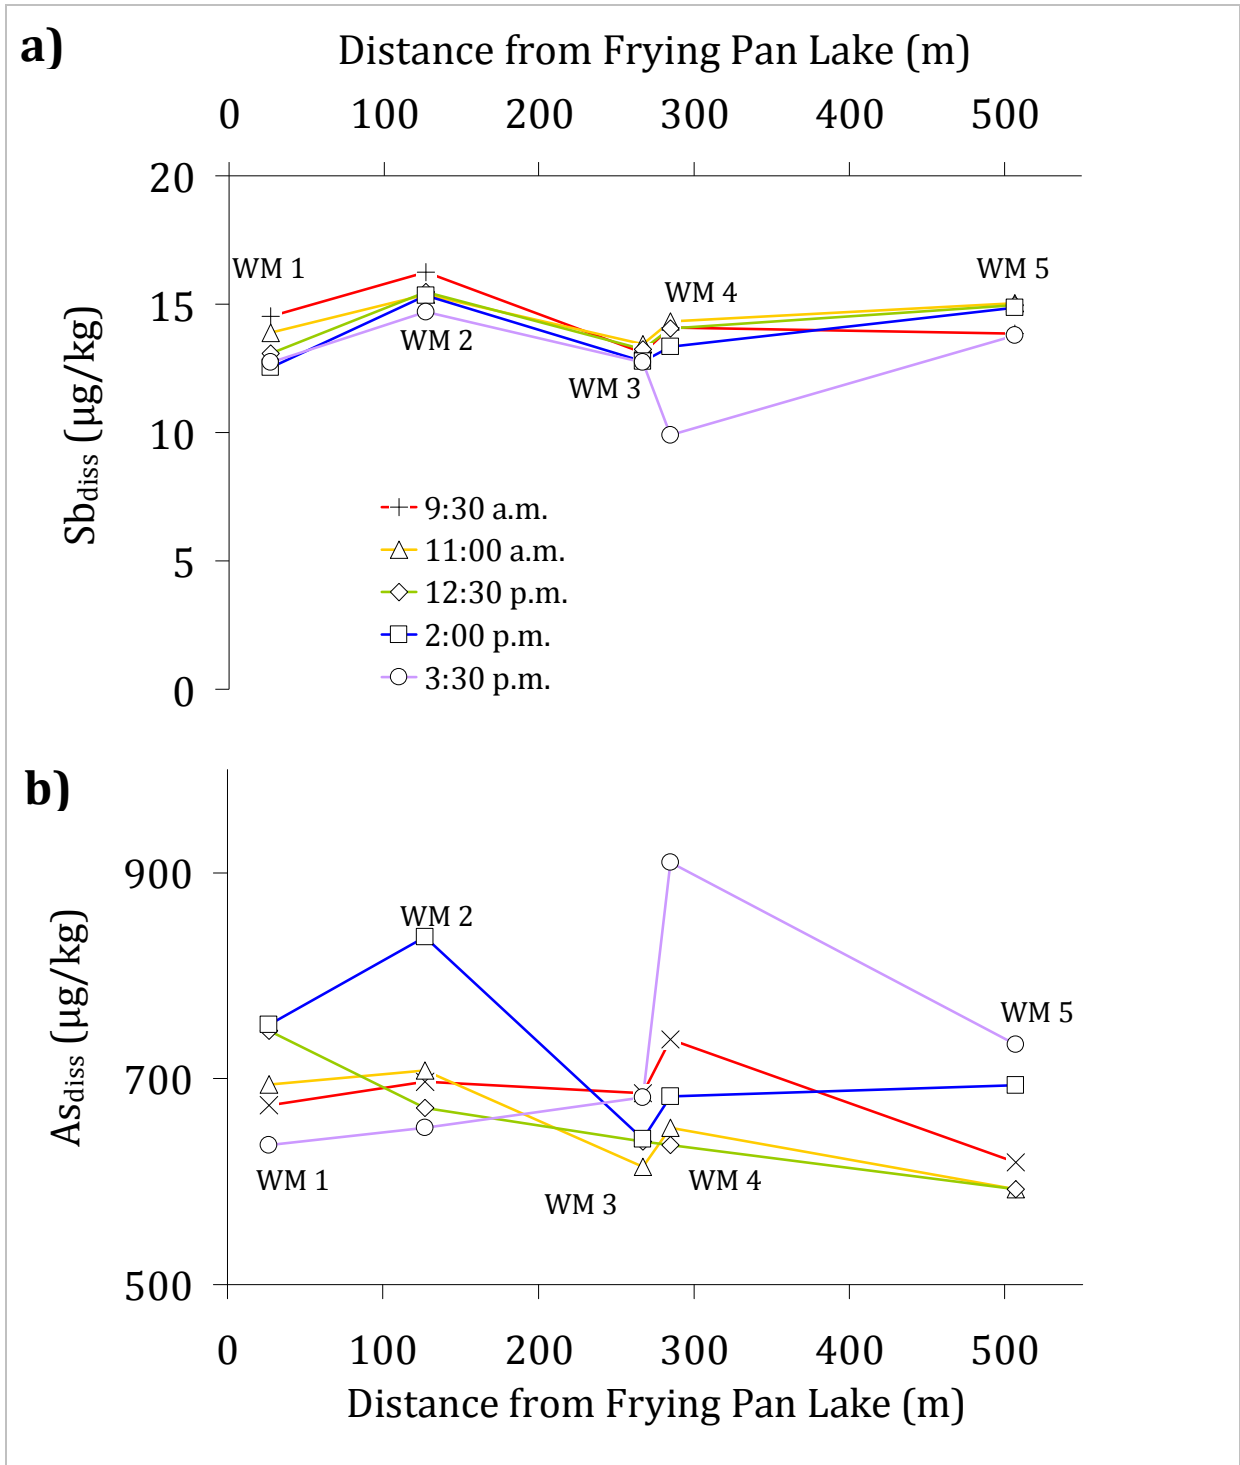 a)
Distance from Frying Pan Lake (m)
0 100 200 300 400 500
20
15
10
5
0
Sbdiss (µg/kg)
WM 1
WM 2
WM 3
WM 4
WM 5
9:30 a.m.
11:00 a.m.
12:30 p.m.
2:00 p.m.
3:30 p.m.
b)
900
700
500
Asdiss (µg/kg)
WM 2
WM 5
WM 1
WM 3
WM 4
0 100 200 300 400 500
Distance from Frying Pan Lake (m)